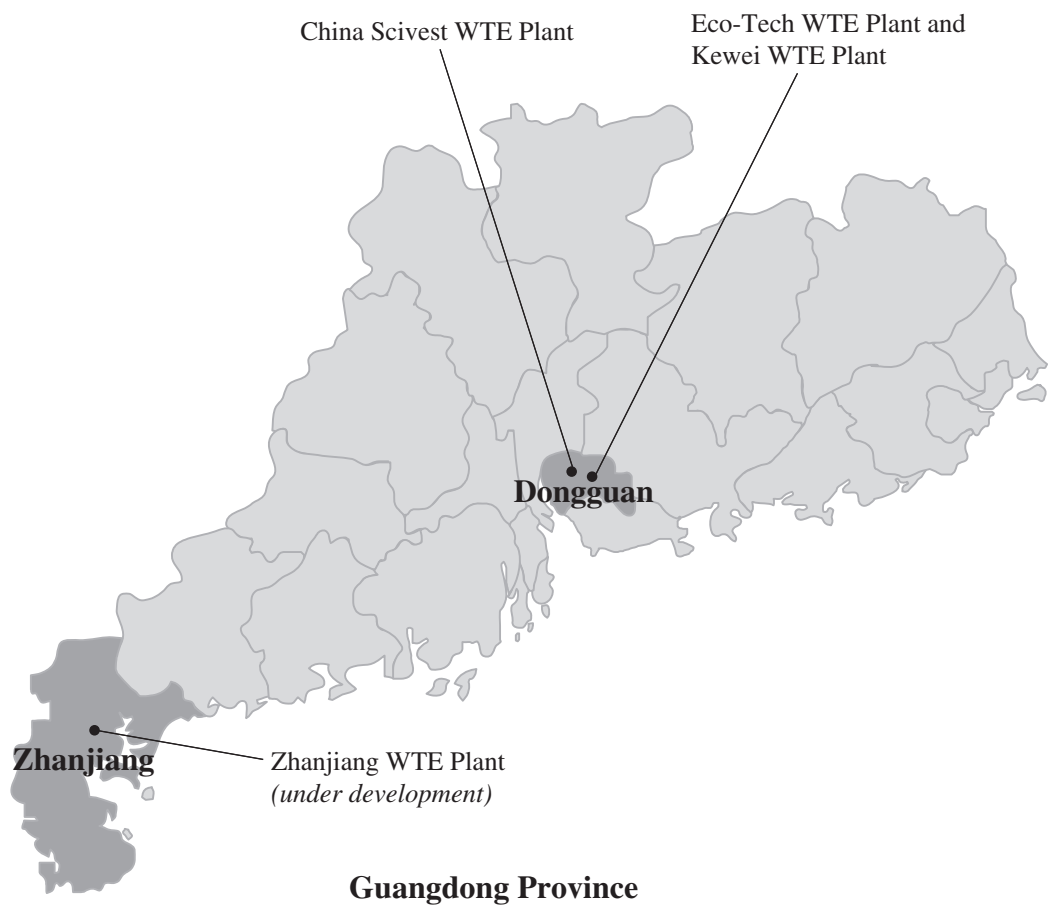 China Scivest WTE Plant
Eco-Tech WTE Plant and
Kewei WTE Plant
Dongguan
Zhanjiang
Zhanjiang WTE Plant
(under development)
Guangdong Province